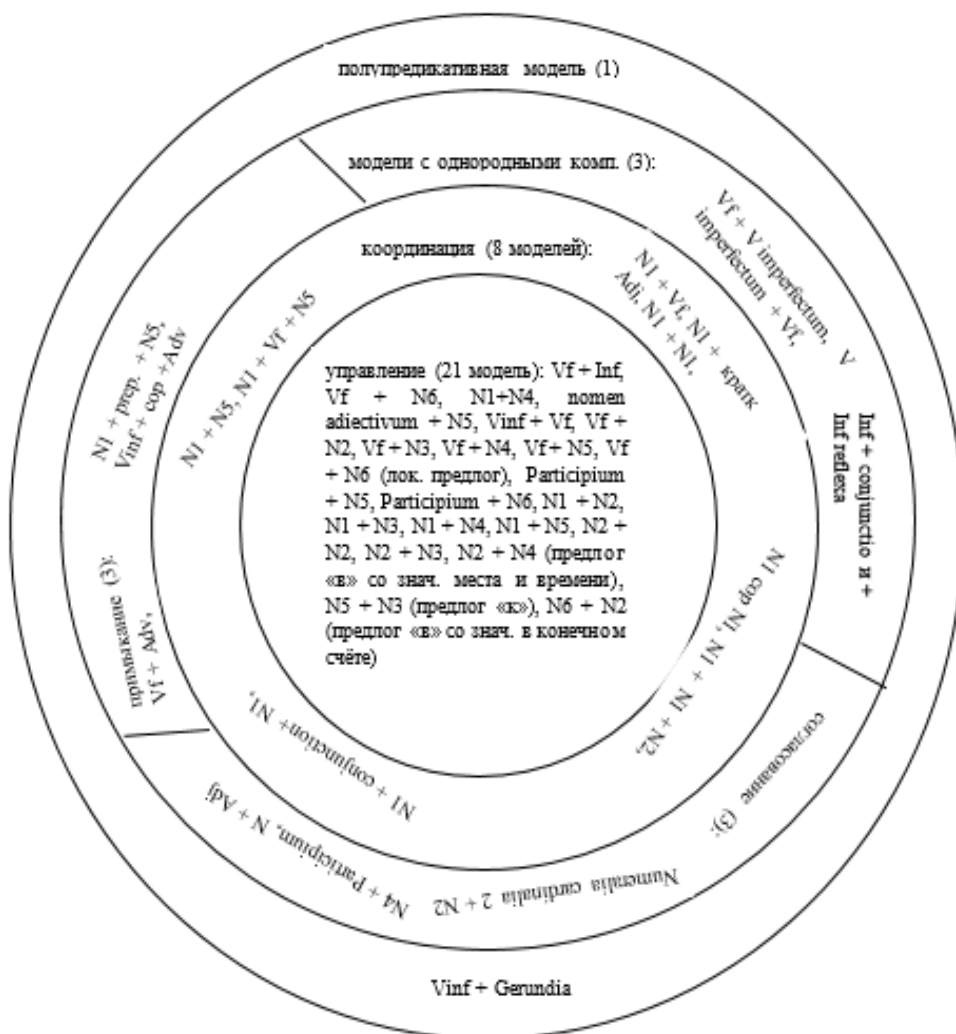 полупредикативная модель (1)
модели с однородными комп. (3):
Vf + V imperfectum, V
imperfectum + Vf,
Inf + conjunctio и +
Inf reflexa
координация (8 моделей):
N1 + Vf, N1 + кратк
Adj, N1 + N1,
N1 cop N1, N1 + N1 + N2,
N1 + conjunction+ N1,
N1 + N5, N1 + Vf + N5
управление (21 модель): Vf + Inf,
Vf + N6, N1+N4, nomen
adiectivum + N5, Vinf + Vf, Vf +
N2, Vf + N3, Vf + N4, Vf + N5, Vf
+ N6 (лок. предлог), Participium
+ N5, Participium + N6, N1 + N2,
N1 + N3, N1 + N4, N1 + N5, N2 +
N2, N2 + N3, N2 + N4 (предлог
«в» со знач. места и времени),
N5 + N3 (предлог «к»), N6 + N2
(предлог «в» со знач. в конечном
счёте)
примыкание (3):
Vf + Adv,
N1 + prep. + N5,
Vinf + cop +Adv
согласование (3):
Numeralia cardinalia 2 + N2
N4 + Participium, N + Adj
Vinf + Gerundia